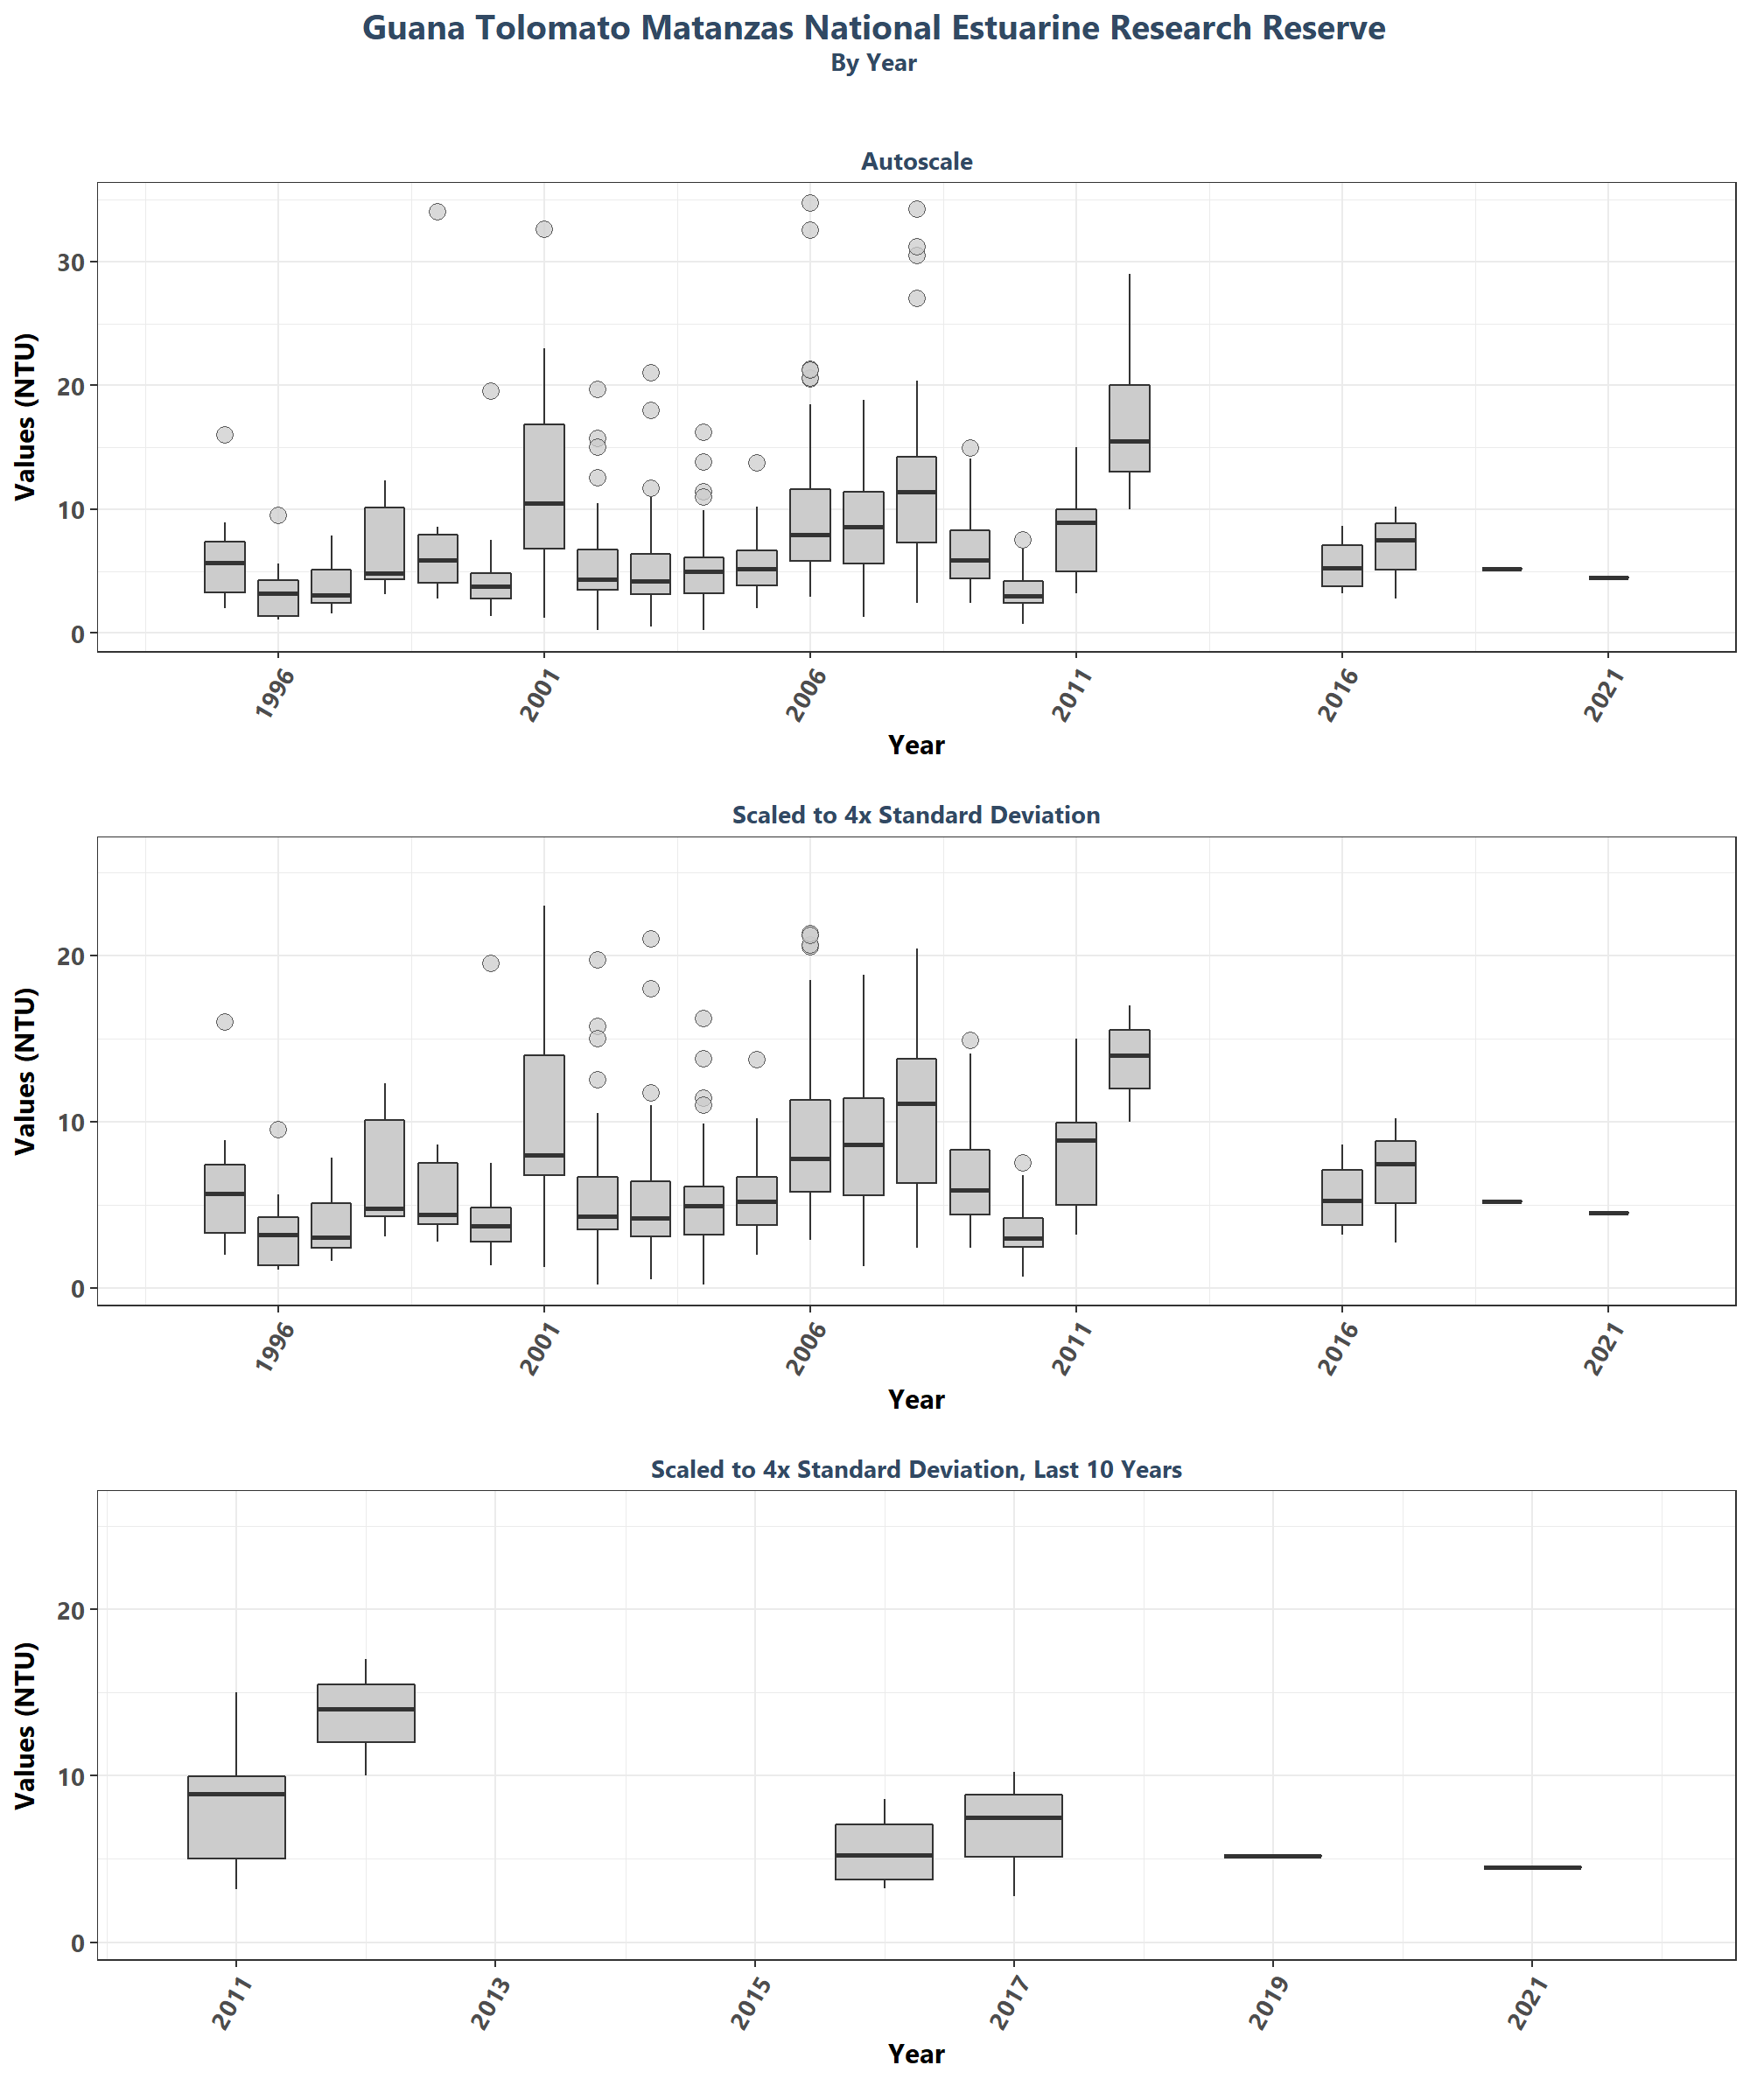 Guana Tolomato Matanzas National Estuarine Research Reserve
By Year
Autoscale
Values (NTU)
30
20
10
0
1996
2001
2006
2011
2016
2021
Year
Scaled to 4x Standard Deviation
Values (NTU)
20
10
0
1996
2001
2006
2011
2016
2021
Year
Scaled to 4x Standard Deviation, Last 10 Years
Values (NTU)
20
10
0
2011
2013
2015
2017
2019
2021
Year